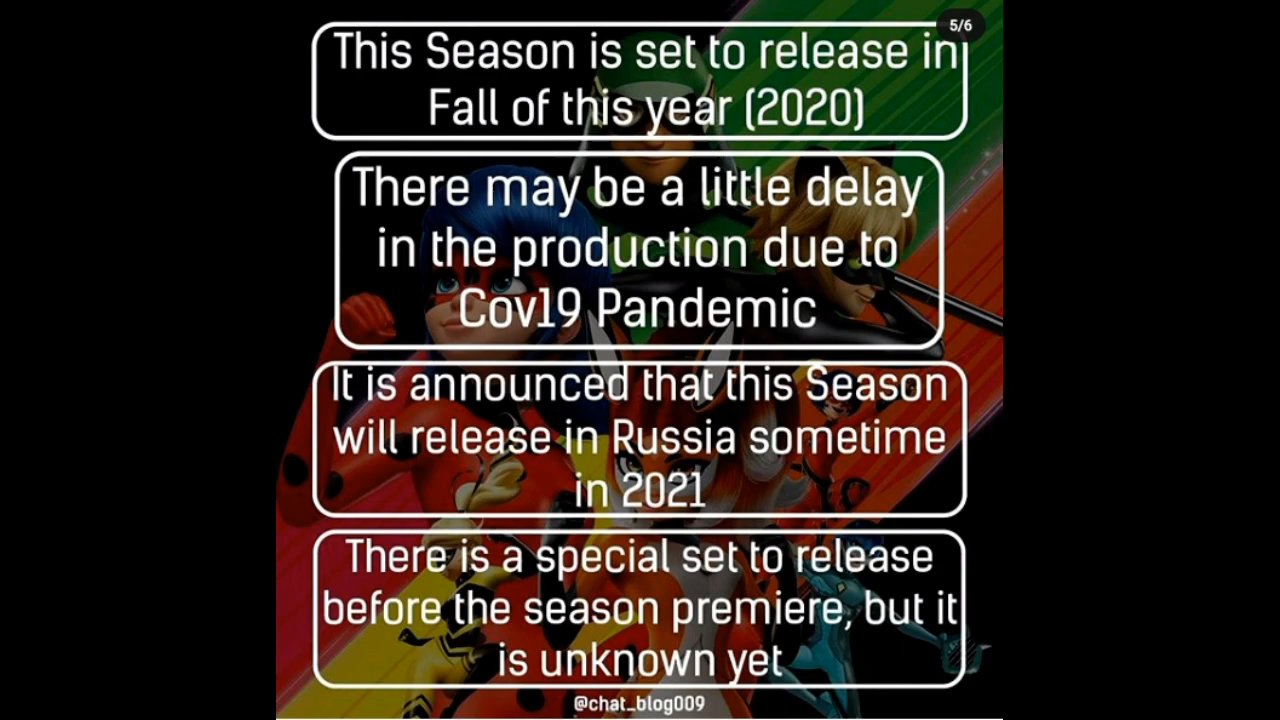 5/6
This Season is set to release in
Fall of this year (2020)
There may be a little delay
in the production due to
Cov19 Pandemic
It is announced that this Season
will release in Russia sometime
in 2021
There is a special set to release
before the season premiere, but it
is unknown yet
@chat_blog009